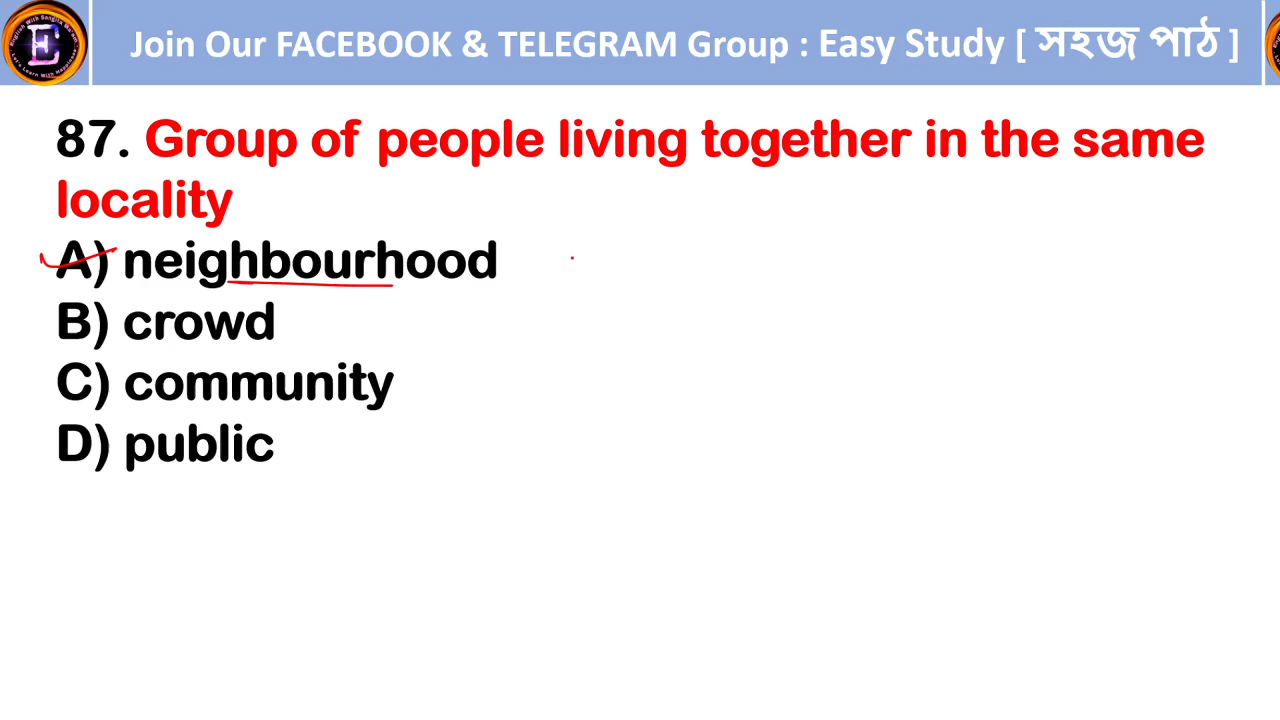 Join Our FACEBOOK & TELEGRAM Group : Easy Study [ সহজ পাঠ ]
87. Group of people living together in the same
locality
A) neighbourhood
B) crowd
C) community
D) public